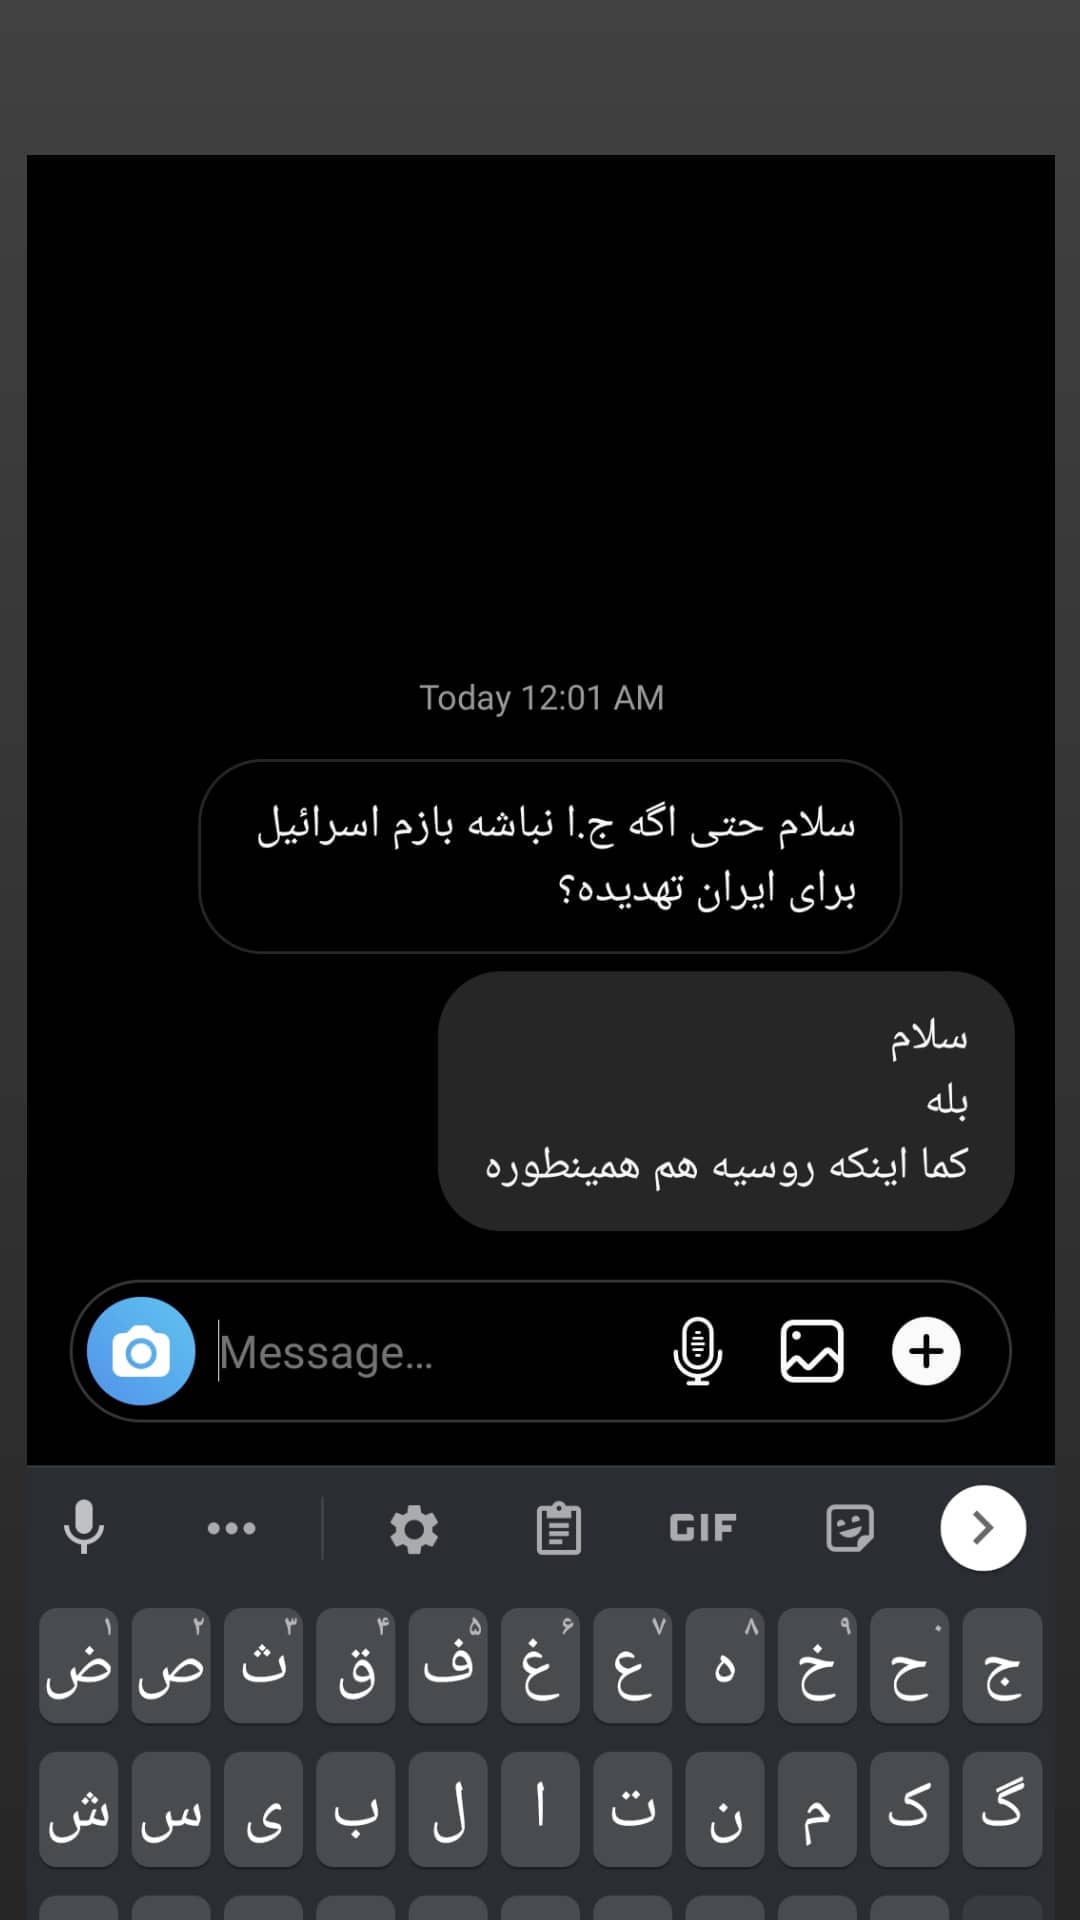 Today 12:01 AM
سلام حتی اگه ج.ا نباشه بازم اسرائیل
برای ایران تهدیده؟
سلام
بله
کما اینکه روسیه هم همینطوره
Message...
GIF
۱ ۲ ۳ ۴ ۵ ۶ ۷ ۸ ۹ ۰
ض ص ث ق ف غ ع ه خ ح ج
ش س ی ب ل ا ت ن م ک گ